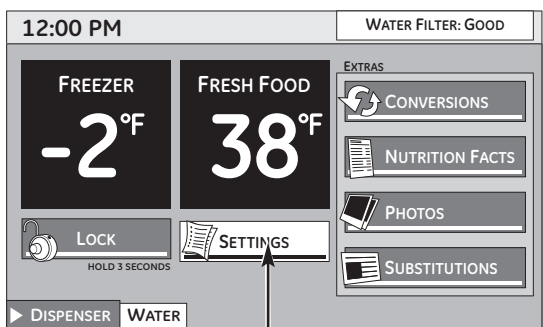 12:00 PM
WATER FILTER: GOOD
FREEZER
-2°F
FRESH FOOD
38°F
LOCK
HOLD 3 SECONDS
SETTINGS
EXTRAS
CONVERSIONS
NUTRITION FACTS
PHOTOS
SUBSTITUTIONS
DISPENSER
WATER